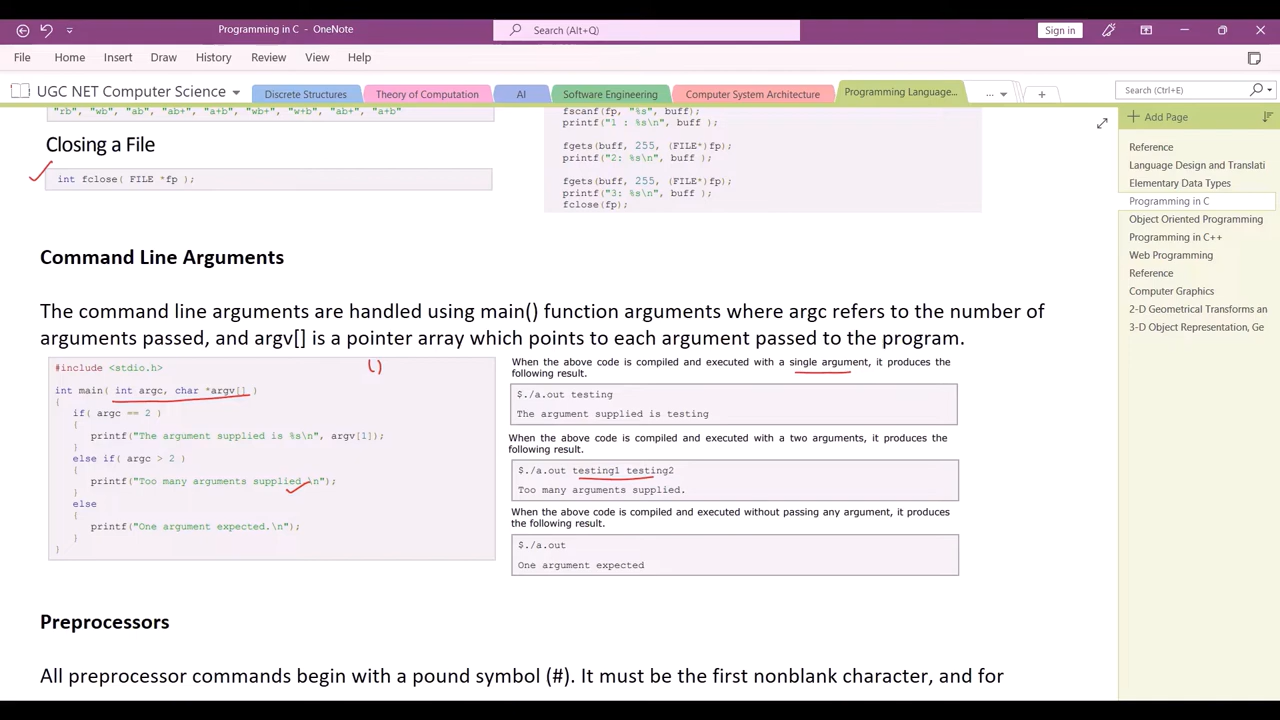 Programming in C - OneNote
Search (Alt+Q)
Sign in
File Home Insert Draw History Review View Help
UGC NET Computer Science
Discrete Structures
Theory of Computation
AI
Software Engineering
Computer System Architecture
Programming Language...
...
Search (Ctrl+E)
Add Page
Reference
Language Design and Translati
Elementary Data Types
Programming in C
Object Oriented Programming
Programming in C++
Web Programming
Reference
Computer Graphics
2-D Geometrical Transforms an
3-D Object Representation, Ge
"rb", "wb", "ab", "ab+", "a+b", "wb+", "w+b", "ab+", "a+b"
Closing a File
int fclose( FILE *fp );
fscanf(fp, "%s", buff);
printf("1 : %s\n", buff );
fgets(buff, 255, (FILE*)fp);
printf("2: %s\n", buff );
fgets(buff, 255, (FILE*)fp);
printf("3: %s\n", buff );
fclose(fp);
Command Line Arguments
The command line arguments are handled using main() function arguments where argc refers to the number of
arguments passed, and argv[] is a pointer array which points to each argument passed to the program.
#include <stdio.h>
int main( int argc, char *argv[] )
{
if( argc == 2 )
{
printf("The argument supplied is %s\n", argv[1]);
}
else if( argc > 2 )
{
printf("Too many arguments supplied.\n");
}
else
{
printf("One argument expected.\n");
}
}
When the above code is compiled and executed with a single argument, it produces the
following result.
$./a.out testing
The argument supplied is testing
When the above code is compiled and executed with a two arguments, it produces the
following result.
$./a.out testing1 testing2
Too many arguments supplied.
When the above code is compiled and executed without passing any argument, it produces
the following result.
$./a.out
One argument expected
Preprocessors
All preprocessor commands begin with a pound symbol (#). It must be the first nonblank character, and for